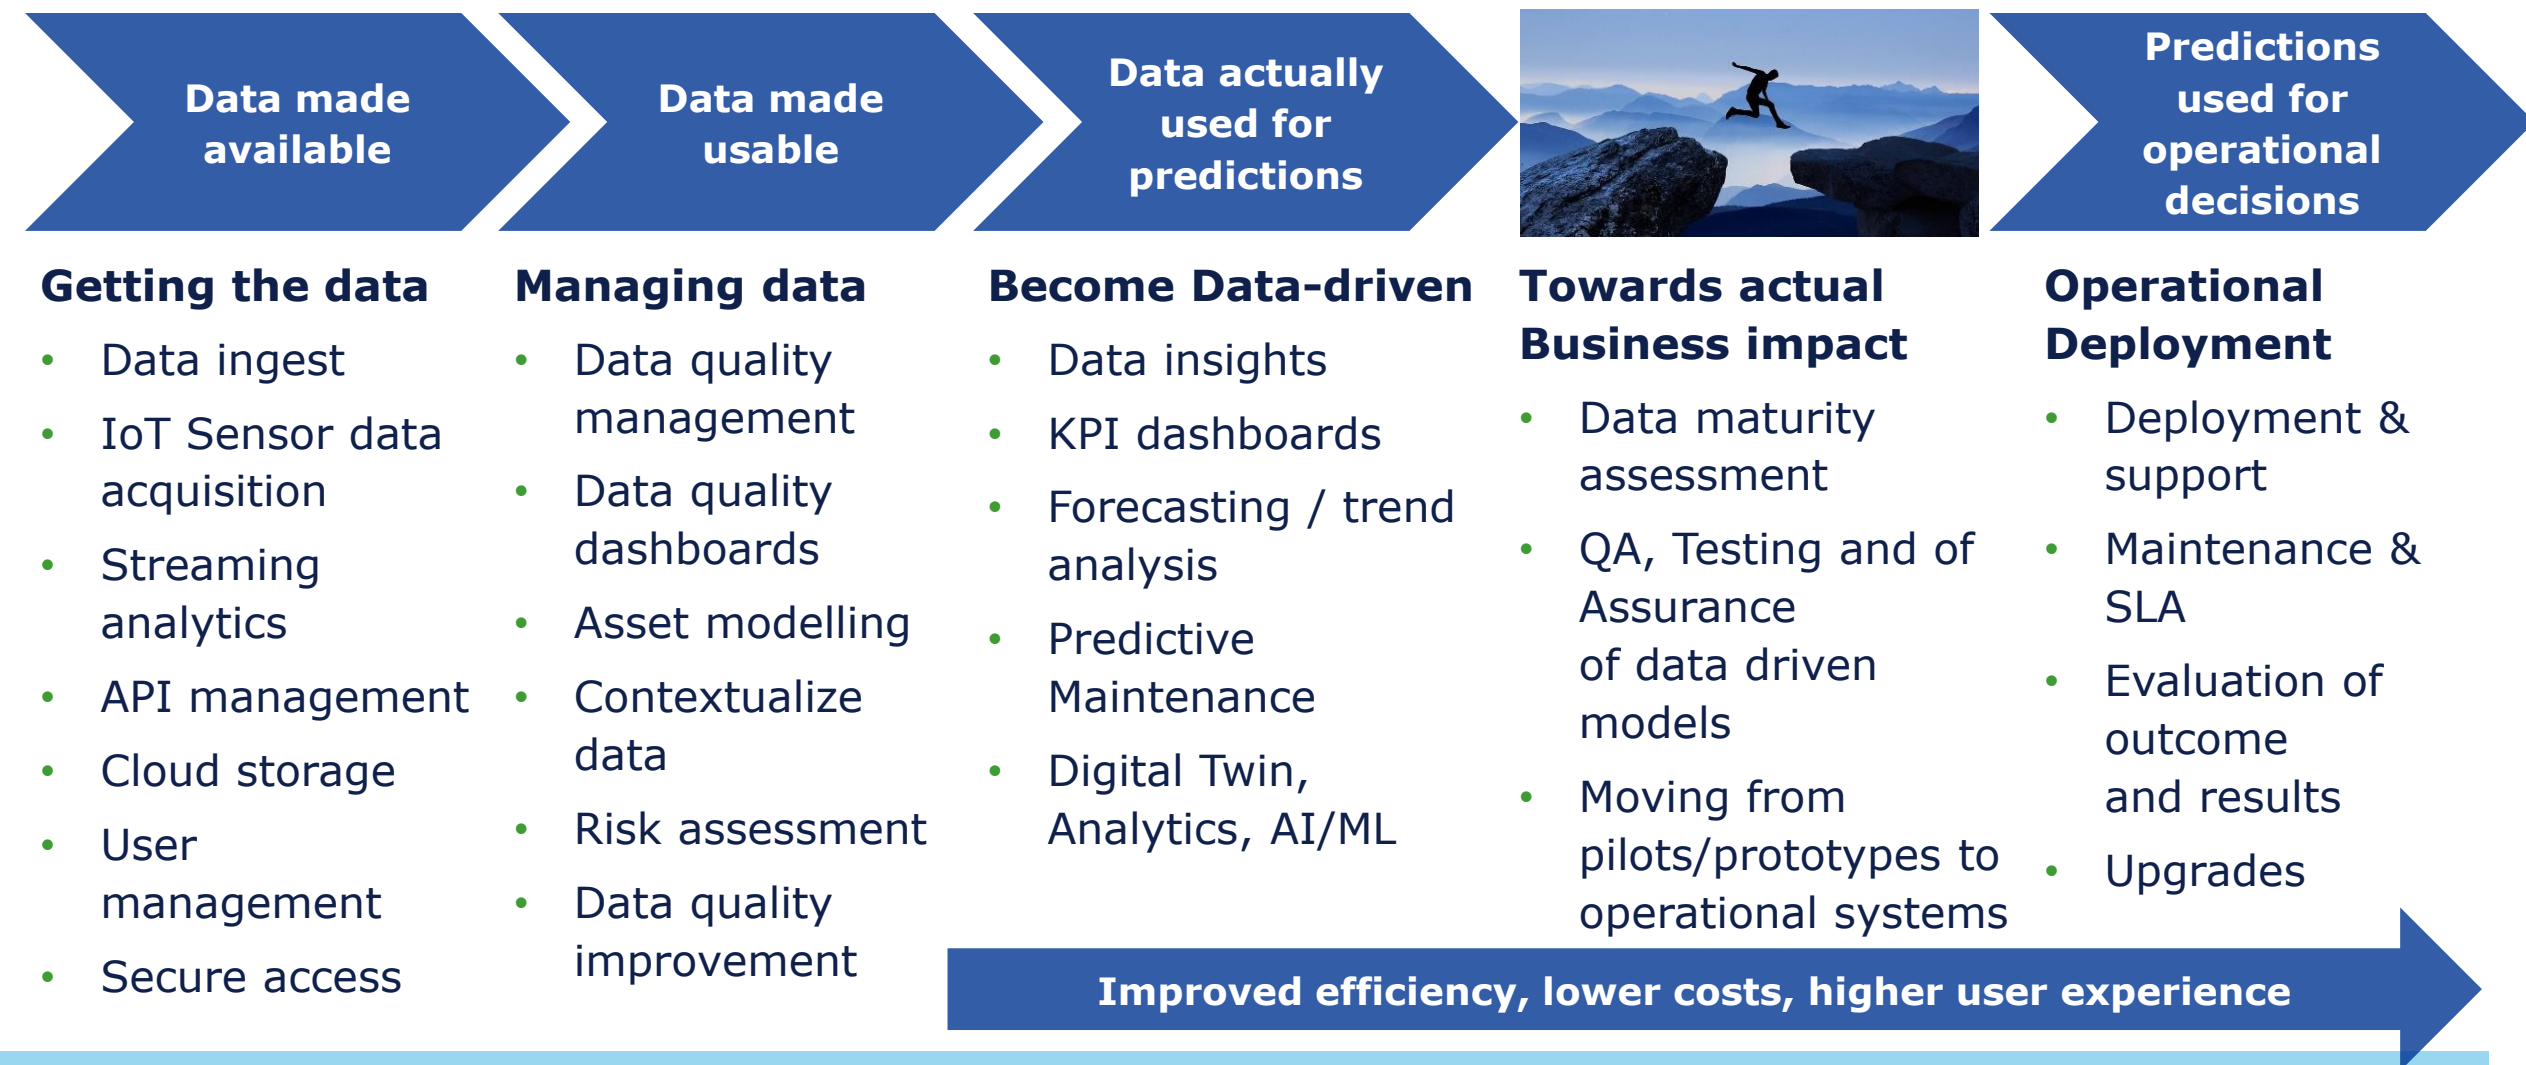 Data made
available
Data made
usable
Data actually
used for
predictions
Predictions
used for
operational
decisions
Getting the data
• Data ingest
• IoT Sensor data
acquisition
• Streaming
analytics
• API management
• Cloud storage
• User
management
• Secure access
Managing data
• Data quality
management
• Data quality
dashboards
• Asset modelling
• Contextualize
data
• Risk assessment
• Data quality
improvement
Become Data-driven
• Data insights
• KPI dashboards
• Forecasting / trend
analysis
• Predictive
Maintenance
• Digital Twin,
Analytics, AI/ML
Towards actual
Business impact
• Data maturity
assessment
• QA, Testing and of
Assurance
of data driven
models
• Moving from
pilots/prototypes to
operational systems
Operational
Deployment
• Deployment &
support
• Maintenance &
SLA
• Evaluation of
outcome
and results
• Upgrades
Improved efficiency, lower costs, higher user experience